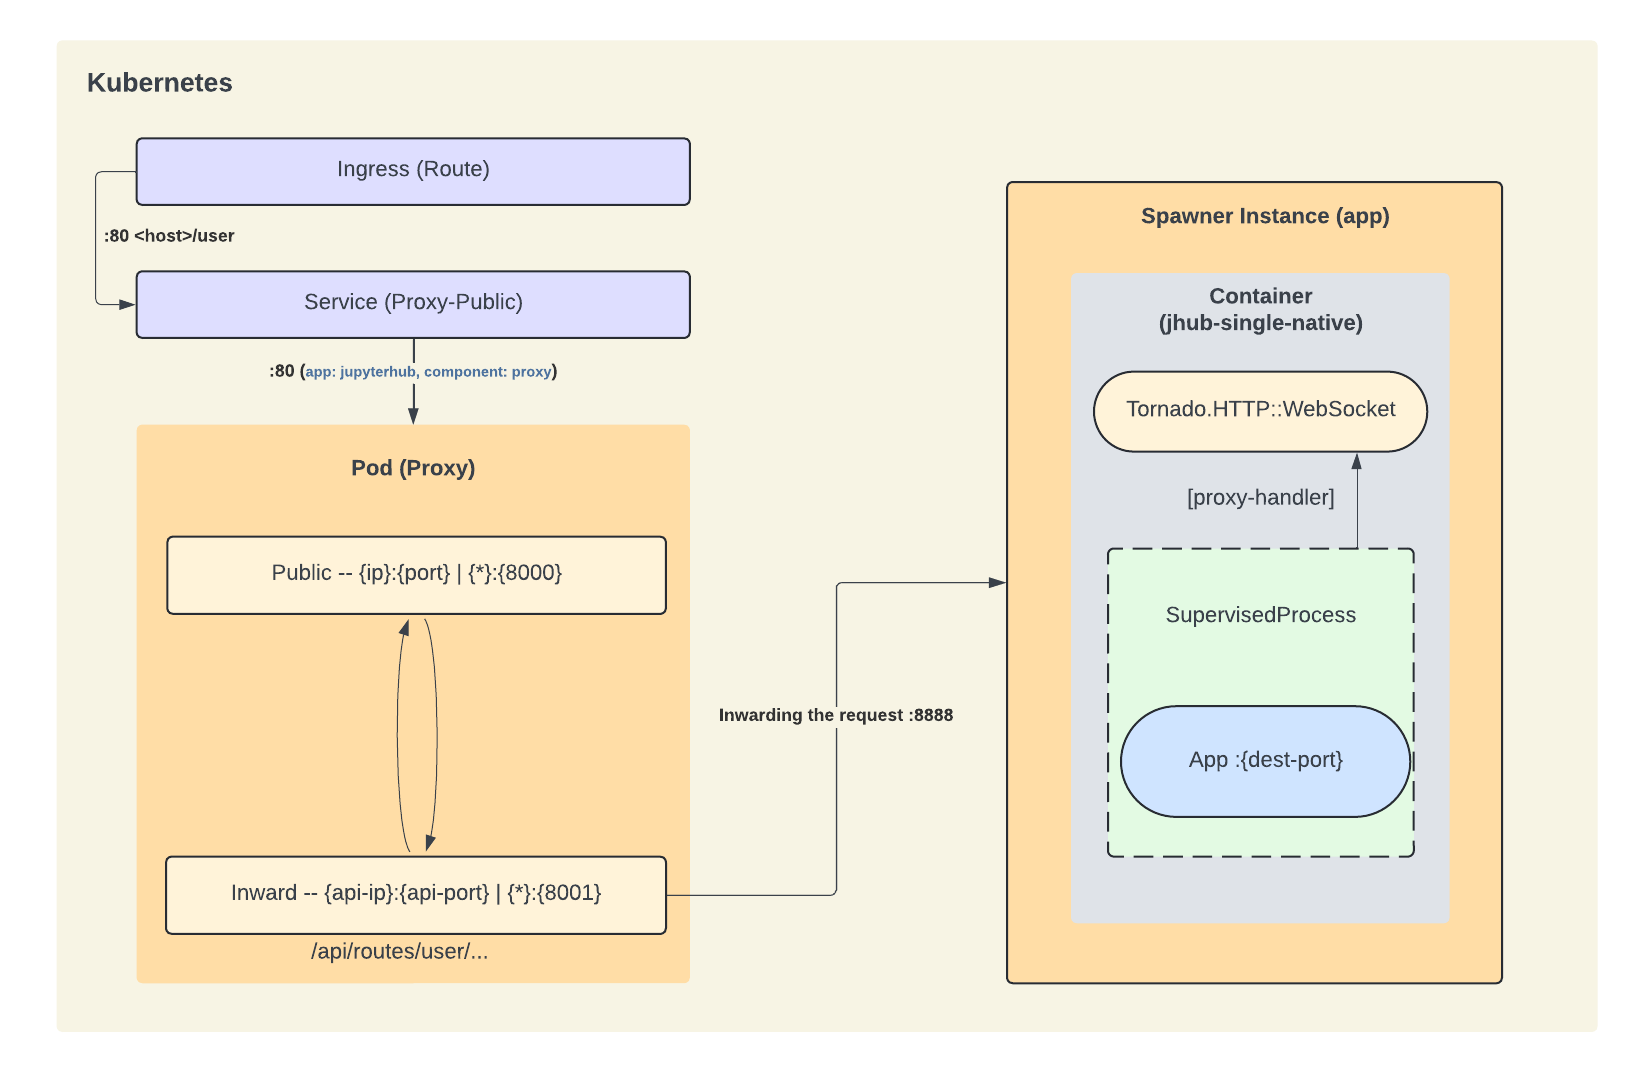 Kubernetes
Ingress (Route)
:80 <host>/user
Service (Proxy-Public)
:80 (app: jupyterhub, component: proxy)
Pod (Proxy)
Public -- {ip}:{port} | {*}:{8000}
Inward -- {api-ip}:{api-port} | {*}:{8001}
/api/routes/user/...
Inwarding the request :8888
Spawner Instance (app)
Container
(jhub-single-native)
Tornado.HTTP::WebSocket
[proxy-handler]
SupervisedProcess
App :{dest-port}